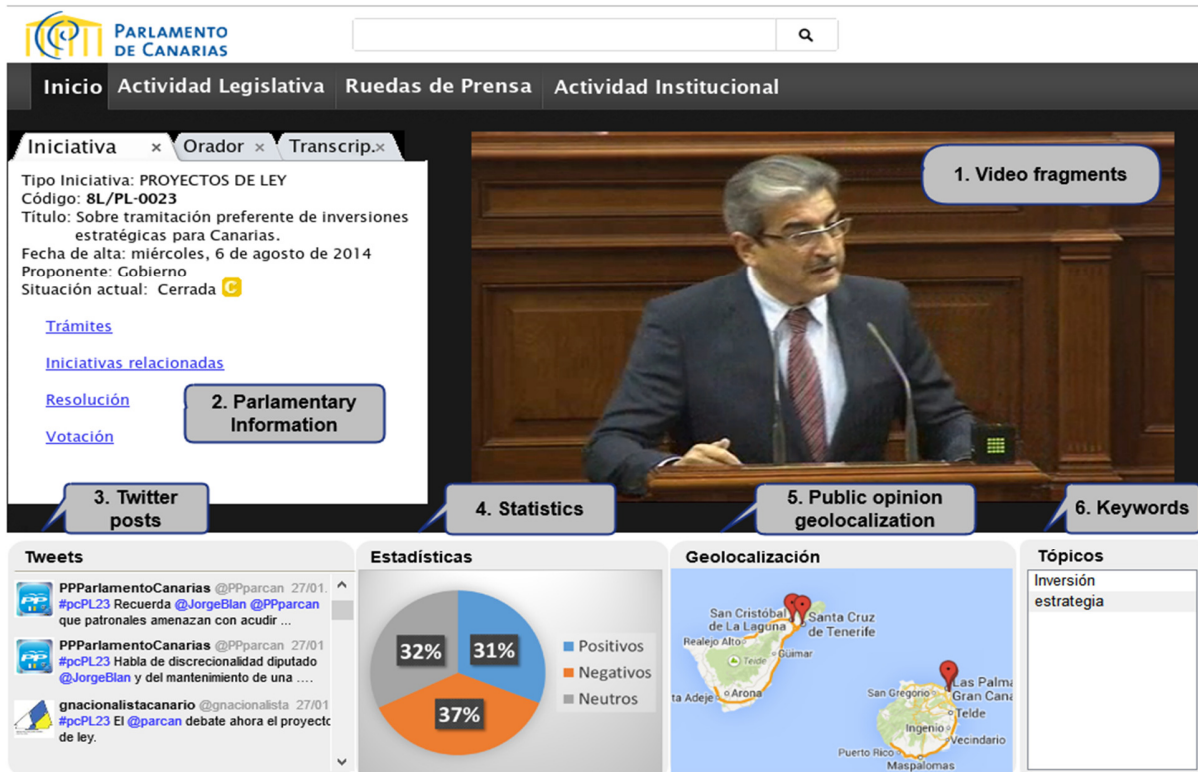 PARLAMENTO
DE CANARIAS
Inicio Actividad Legislativa Ruedas de Prensa Actividad Institucional
Iniciativa × Orador × Transcrip.×
Tipo Iniciativa: PROYECTOS DE LEY
Código: 8L/PL-0023
Título: Sobre tramitación preferente de inversiones
estratégicas para Canarias.
Fecha de alta: miércoles, 6 de agosto de 2014
Proponente: Gobierno
Situación actual: Cerrada C
Trámites
Iniciativas relacionadas
Resolución
Votación
1. Video fragments
2. Parlamentary
Information
3. Twitter
posts
4. Statistics
5. Public opinion
geolocalization
6. Keywords
Tweets
PPParlamentoCanarias @PPparcan 27/01.
#pcPL23 Recuerda @JorgeBlan @PPparcan
que patronales amenazan con acudir ...
PPParlamentoCanarias @PPparcan 27/01
#pcPL23 Habla de discrecionalidad diputado
@JorgeBlan y del mantenimiento de una ....
gnacionalistacanario @gnacionalista 27/01
#pcPL23 El @parcan debate ahora el proyecto
de ley.
Estadísticas
32%
31%
37%
Positivos
Negativos
Neutros
Geolocalización
San Cristóbal
de La Laguna
Santa Cruz
de Tenerife
Realejo Alto
Teide
Güimar
ta Adeje
Arona
Las Palma
Gran Cana
San Gregorio
Telde
Ingenio
Vecindario
Puerto Rico
Maspalomas
Tópicos
Inversión
estrategia